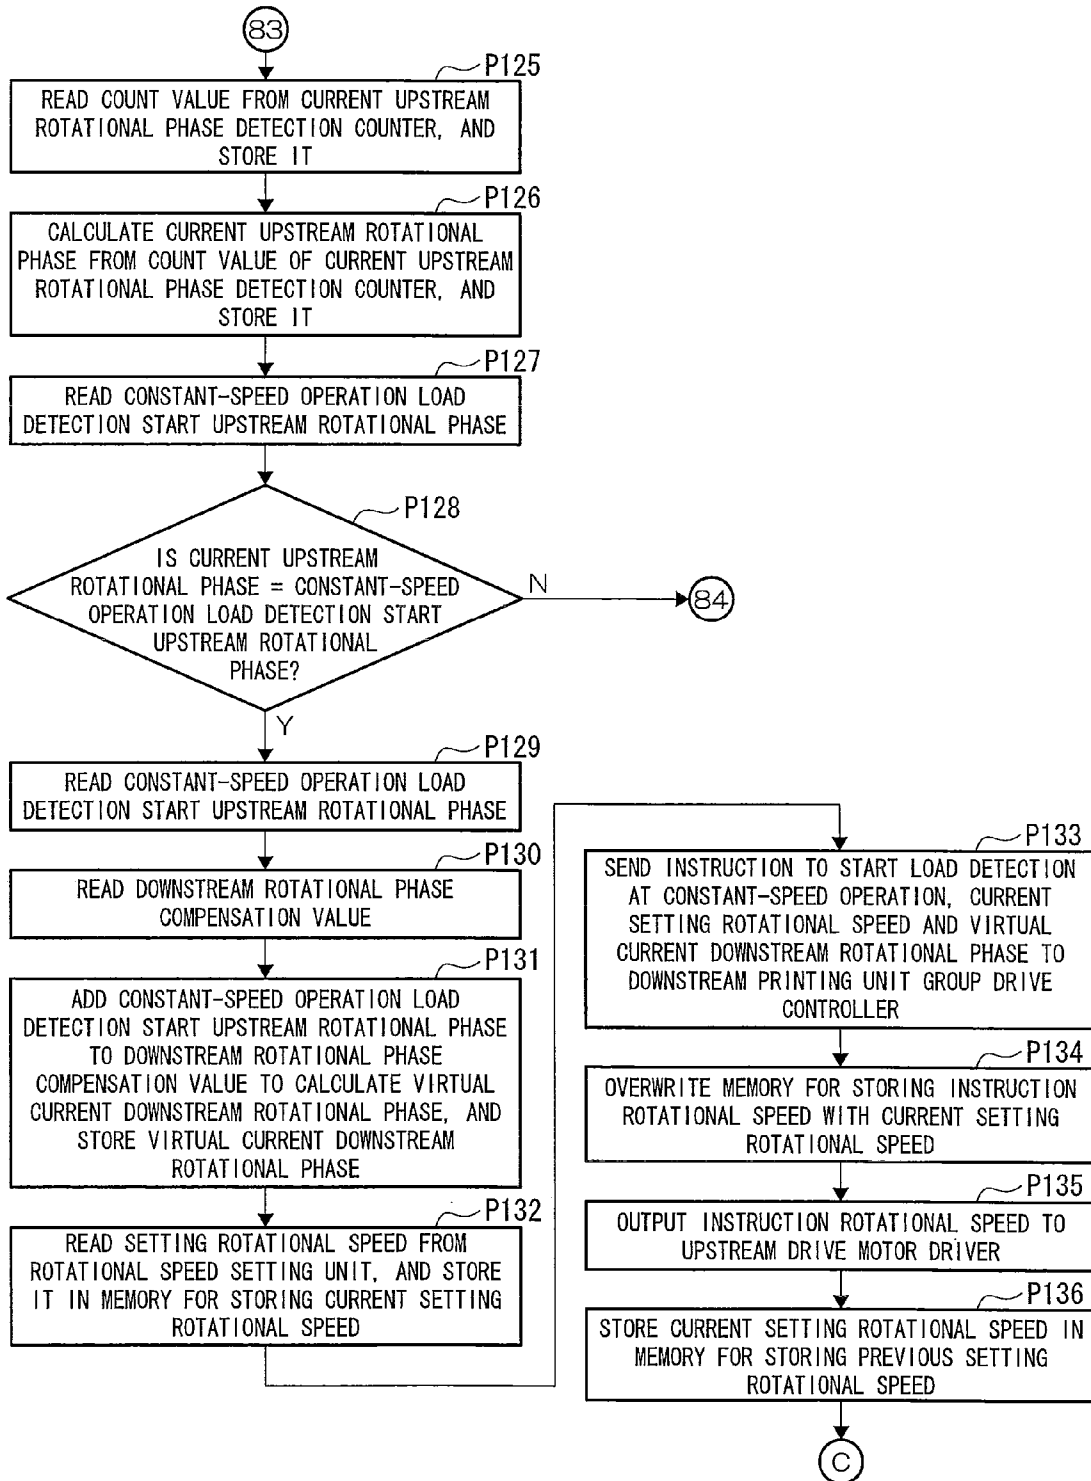 83
P125
READ COUNT VALUE FROM CURRENT UPSTREAM
ROTATIONAL PHASE DETECTION COUNTER, AND
STORE IT
P126
CALCULATE CURRENT UPSTREAM ROTATIONAL
PHASE FROM COUNT VALUE OF CURRENT UPSTREAM
ROTATIONAL PHASE DETECTION COUNTER, AND
STORE IT
P127
READ CONSTANT-SPEED OPERATION LOAD
DETECTION START UPSTREAM ROTATIONAL PHASE
P128
IS CURRENT UPSTREAM
ROTATIONAL PHASE = CONSTANT-SPEED
OPERATION LOAD DETECTION START
UPSTREAM ROTATIONAL
PHASE?
N
84
Y
P129
READ CONSTANT-SPEED OPERATION LOAD
DETECTION START UPSTREAM ROTATIONAL PHASE
P130
READ DOWNSTREAM ROTATIONAL PHASE
COMPENSATION VALUE
P131
ADD CONSTANT-SPEED OPERATION LOAD
DETECTION START UPSTREAM ROTATIONAL PHASE
TO DOWNSTREAM ROTATIONAL PHASE
COMPENSATION VALUE TO CALCULATE VIRTUAL
CURRENT DOWNSTREAM ROTATIONAL PHASE, AND
STORE VIRTUAL CURRENT DOWNSTREAM
ROTATIONAL PHASE
P132
READ SETTING ROTATIONAL SPEED FROM
ROTATIONAL SPEED SETTING UNIT, AND STORE
IT IN MEMORY FOR STORING CURRENT SETTING
ROTATIONAL SPEED
P133
SEND INSTRUCTION TO START LOAD DETECTION
AT CONSTANT-SPEED OPERATION, CURRENT
SETTING ROTATIONAL SPEED AND VIRTUAL
CURRENT DOWNSTREAM ROTATIONAL PHASE TO
DOWNSTREAM PRINTING UNIT GROUP DRIVE
CONTROLLER
P134
OVERWRITE MEMORY FOR STORING INSTRUCTION
ROTATIONAL SPEED WITH CURRENT SETTING
ROTATIONAL SPEED
P135
OUTPUT INSTRUCTION ROTATIONAL SPEED TO
UPSTREAM DRIVE MOTOR DRIVER
P136
STORE CURRENT SETTING ROTATIONAL SPEED IN
MEMORY FOR STORING PREVIOUS SETTING
ROTATIONAL SPEED
C